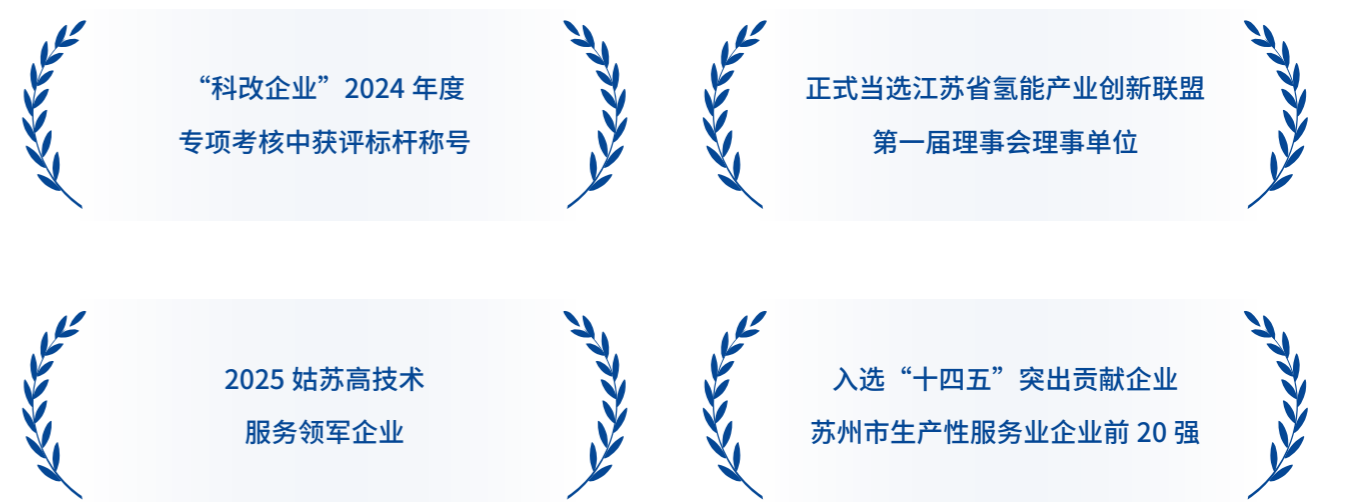 “科改企业”2024 年度
专项考核中获评标杆称号
正式当选江苏省氢能产业创新联盟
第一届理事会理事单位
2025 姑苏高技术
服务领军企业
入选“十四五”突出贡献企业
苏州市生产性服务业企业前 20 强